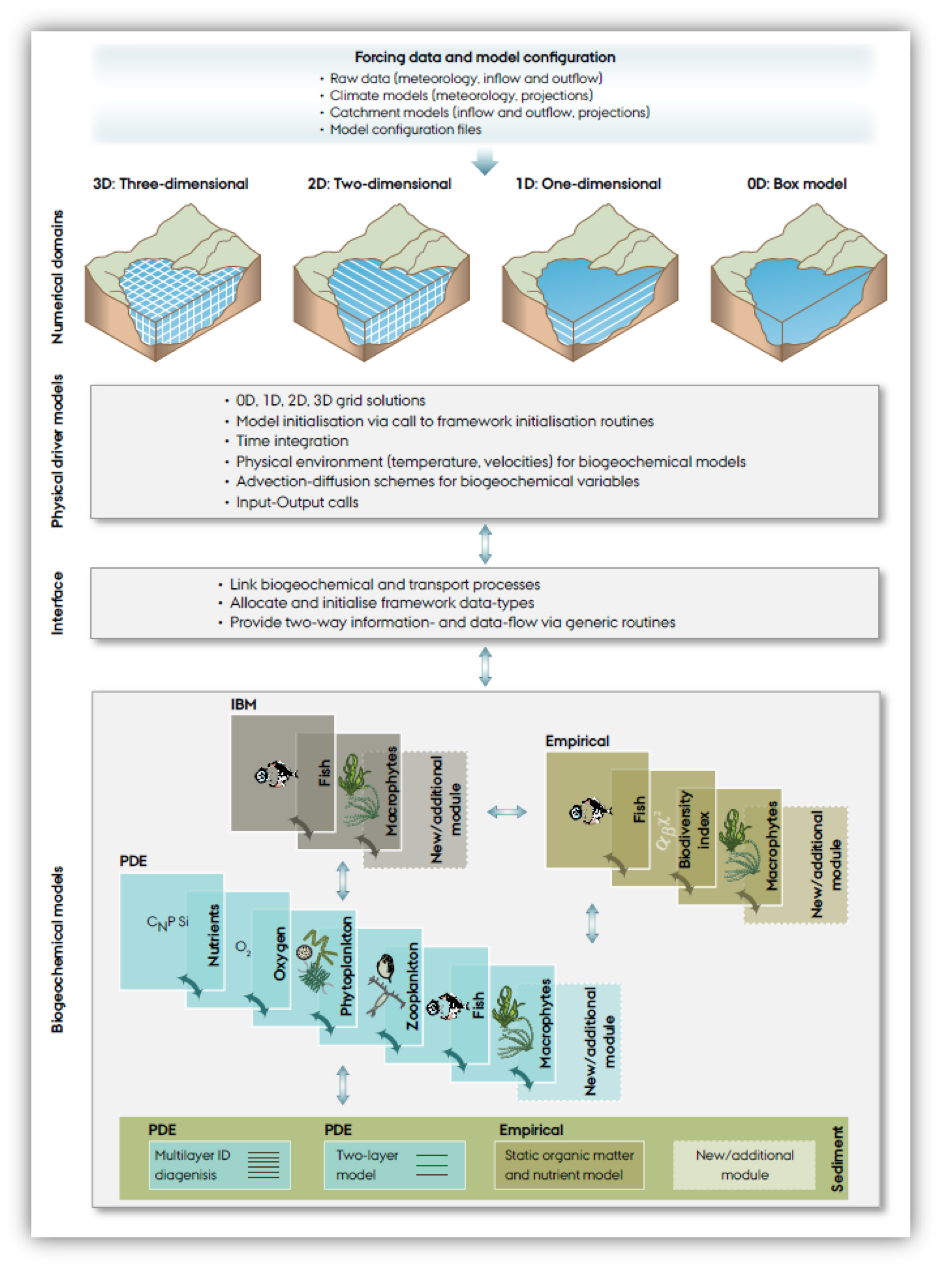 Forcing data and model configuration
• Raw data (meteorology, inflow and outflow)
• Climate models (meteorology, projections)
• Catchment models (inflow and outflow, projections)
• Model configuration files
3D: Three-dimensional
2D: Two-dimensional
1D: One-dimensional
0D: Box model
Numerical domains
Physical driver models
• 0D, 1D, 2D, 3D grid solutions
• Model initialisation via call to framework initialisation routines
• Time integration
• Physical environment (temperature, velocities) for biogeochemical models
• Advection-diffusion schemes for biogeochemical variables
• Input-Output calls
Interface
• Link biogeochemical and transport processes
• Allocate and initialise framework data-types
• Provide two-way information- and data-flow via generic routines
Biogeochemical models
IBM
Fish
Macrophytes
New/additional
module
Empirical
Fish
αβχ²
Biodiversity
index
Macrophytes
New/additional
module
PDE
CNP Si
Nutrients
O2
Oxygen
Phytoplankton
Zooplankton
Fish
Macrophytes
New/additional
module
PDE
Multilayer ID
diagenisis
PDE
Two-layer
model
Empirical
Static organic matter
and nutrient model
New/additional
module
Sediment